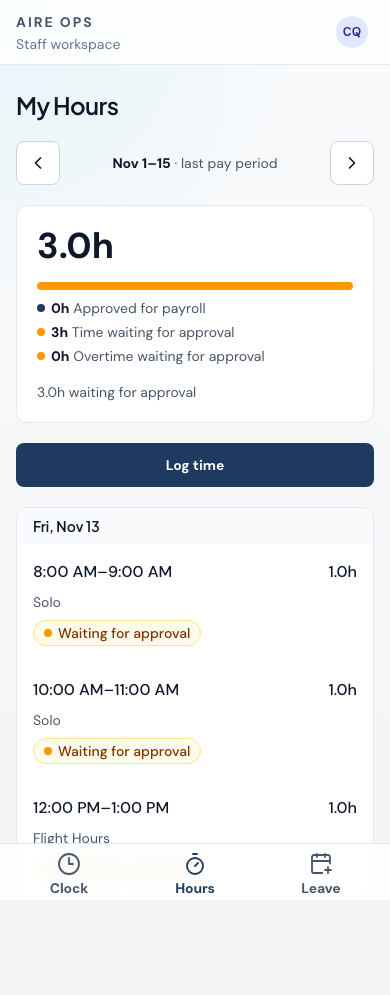 AIRE OPS
Staff workspace
CQ
My Hours
Nov 1–15 · last pay period
3.0h
0h Approved for payroll
3h Time waiting for approval
0h Overtime waiting for approval
3.0h waiting for approval
Log time
Fri, Nov 13
8:00 AM–9:00 AM 1.0h
Solo
Waiting for approval
10:00 AM–11:00 AM 1.0h
Solo
Waiting for approval
12:00 PM–1:00 PM 1.0h
Flight Hours
Clock Hours Leave